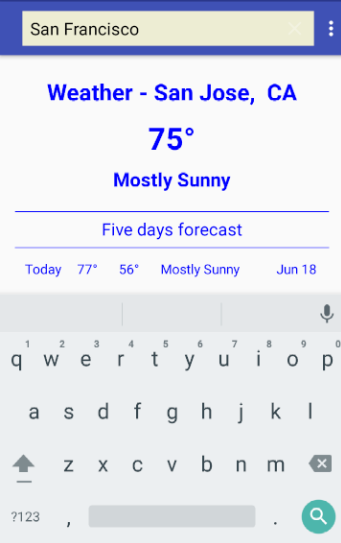 San Francisco
Weather - San Jose,  CA
75°
Mostly Sunny
Five days forecast
Today 77° 56° Mostly Sunny Jun 18
1 2 3 4 5 6 7 8 9 0
q w e r t y u i o p
a s d f g h j k l
z x c v b n m
?123 , .